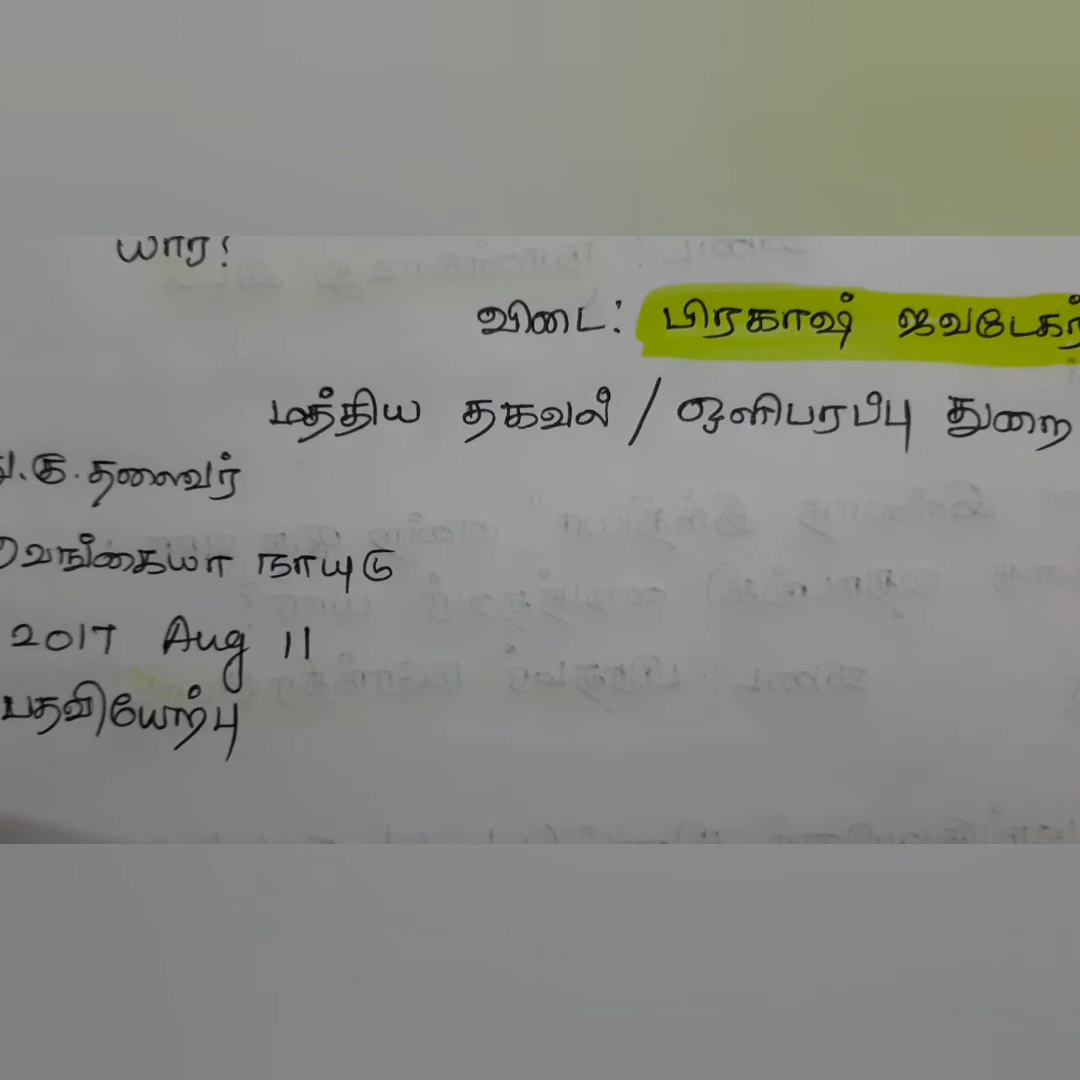 யார?
விடை: பிரகாஷ் ஜவடேகர்
மத்திய தகவல் / ஒளிபரப்பு துறை
து.கு.தலைவர்
வெங்கையா நாயுடு
2017 Aug 11
பதவியேற்பு